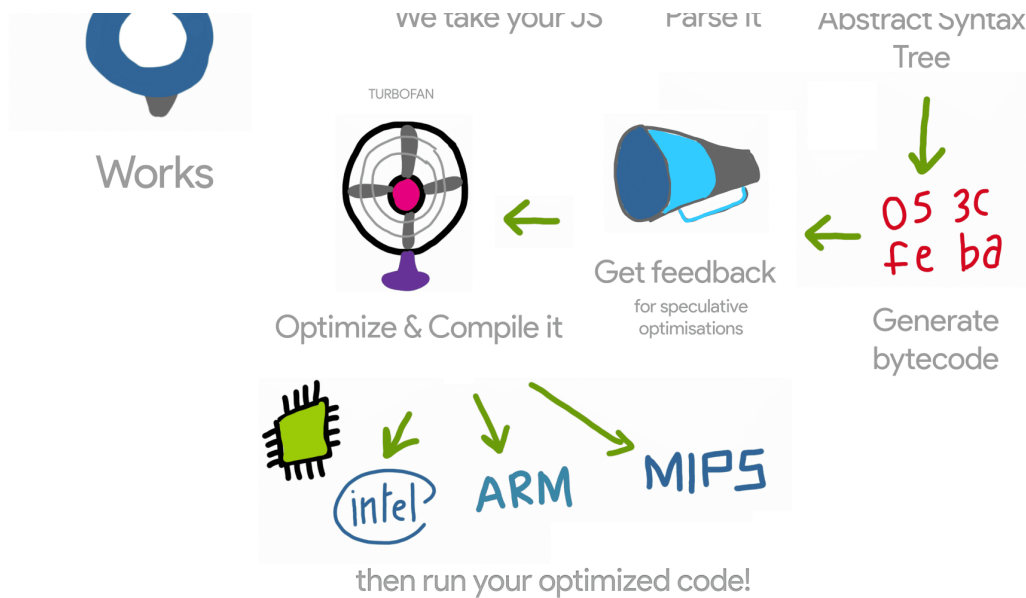 We take your JS
Parse it
Abstract Syntax
Tree
Works
TURBOFAN
05 3c
fe ba
Get feedback
for speculative
optimisations
Optimize & Compile it
Generate
bytecode
intel
ARM
MIPS
then run your optimized code!